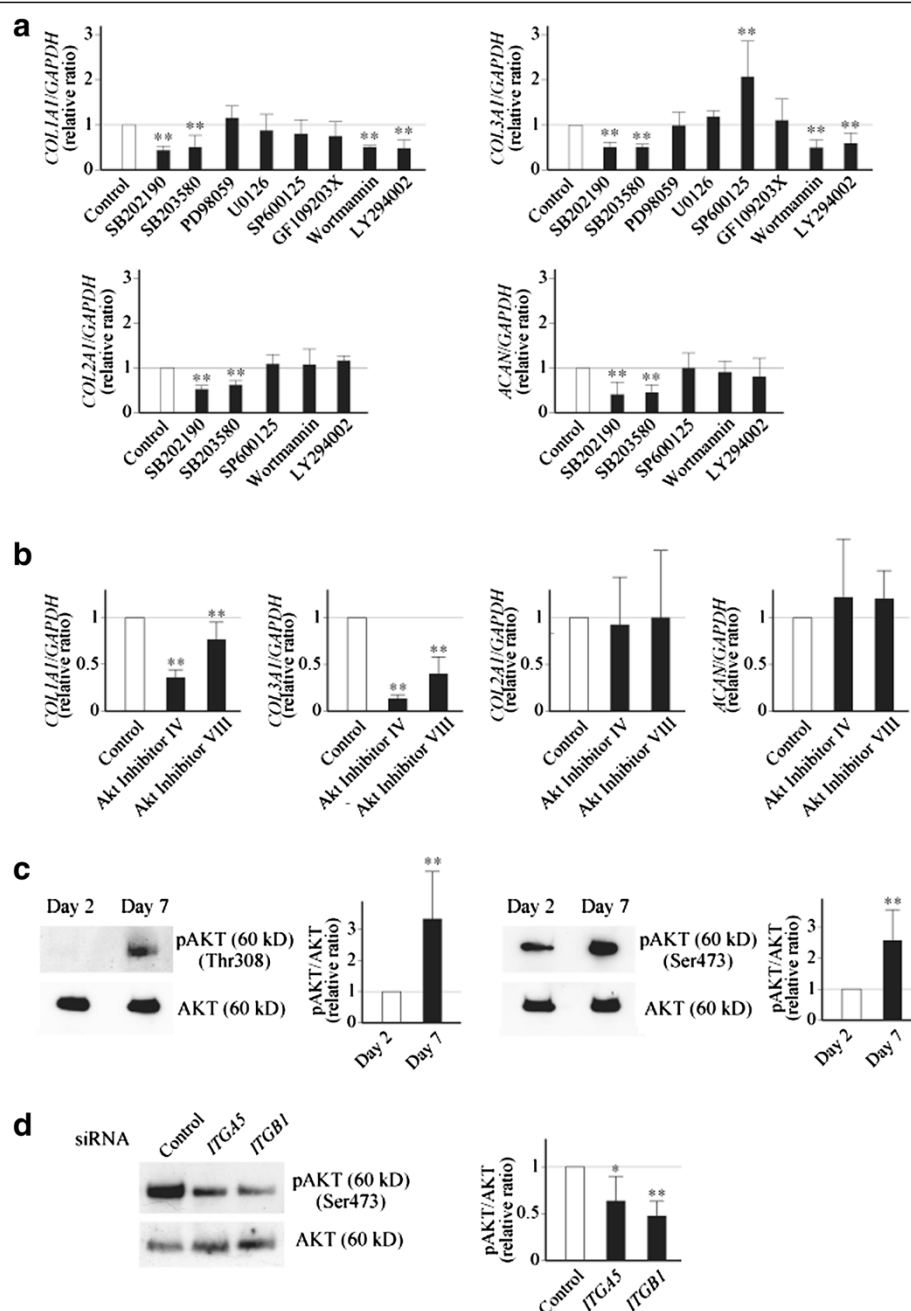 a
COL1A1/GAPDH
(relative ratio)
3
2
1
0
** ** ** **
Control
SB202190
SB203580
PD98059
U0126
SP600125
GF109203X
Wortmannin
LY294002
COL3A1/GAPDH
(relative ratio)
3
2
1
0
** ** ** ** **
Control
SB202190
SB203580
PD98059
U0126
SP600125
GF109203X
Wortmannin
LY294002
COL2A1/GAPDH
(relative ratio)
3
2
1
0
** **
Control
SB202190
SB203580
SP600125
Wortmannin
LY294002
ACAN/GAPDH
(relative ratio)
3
2
1
0
** **
Control
SB202190
SB203580
SP600125
Wortmannin
LY294002
b
COL1A1/GAPDH
(relative ratio)
1
0.5
0
** **
Control
Akt Inhibitor IV
Akt Inhibitor VIII
COL3A1/GAPDH
(relative ratio)
1
0.5
0
** **
Control
Akt Inhibitor IV
Akt Inhibitor VIII
COL2A1/GAPDH
(relative ratio)
1
0.5
0
Control
Akt Inhibitor IV
Akt Inhibitor VIII
ACAN/GAPDH
(relative ratio)
1
0.5
0
Control
Akt Inhibitor IV
Akt Inhibitor VIII
c
Day 2 Day 7
pAKT (60 kD)
(Thr308)
AKT (60 kD)
pAKT/AKT
(relative ratio)
3
2
1
0
**
Day 2
Day 7
Day 2 Day 7
pAKT (60 kD)
(Ser473)
AKT (60 kD)
pAKT/AKT
(relative ratio)
3
2
1
0
**
Day 2
Day 7
d
siRNA
Control
ITGA5
ITGB1
pAKT (60 kD)
(Ser473)
AKT (60 kD)
pAKT/AKT
(relative ratio)
1
0.5
0
* **
Control
ITGA5
ITGB1